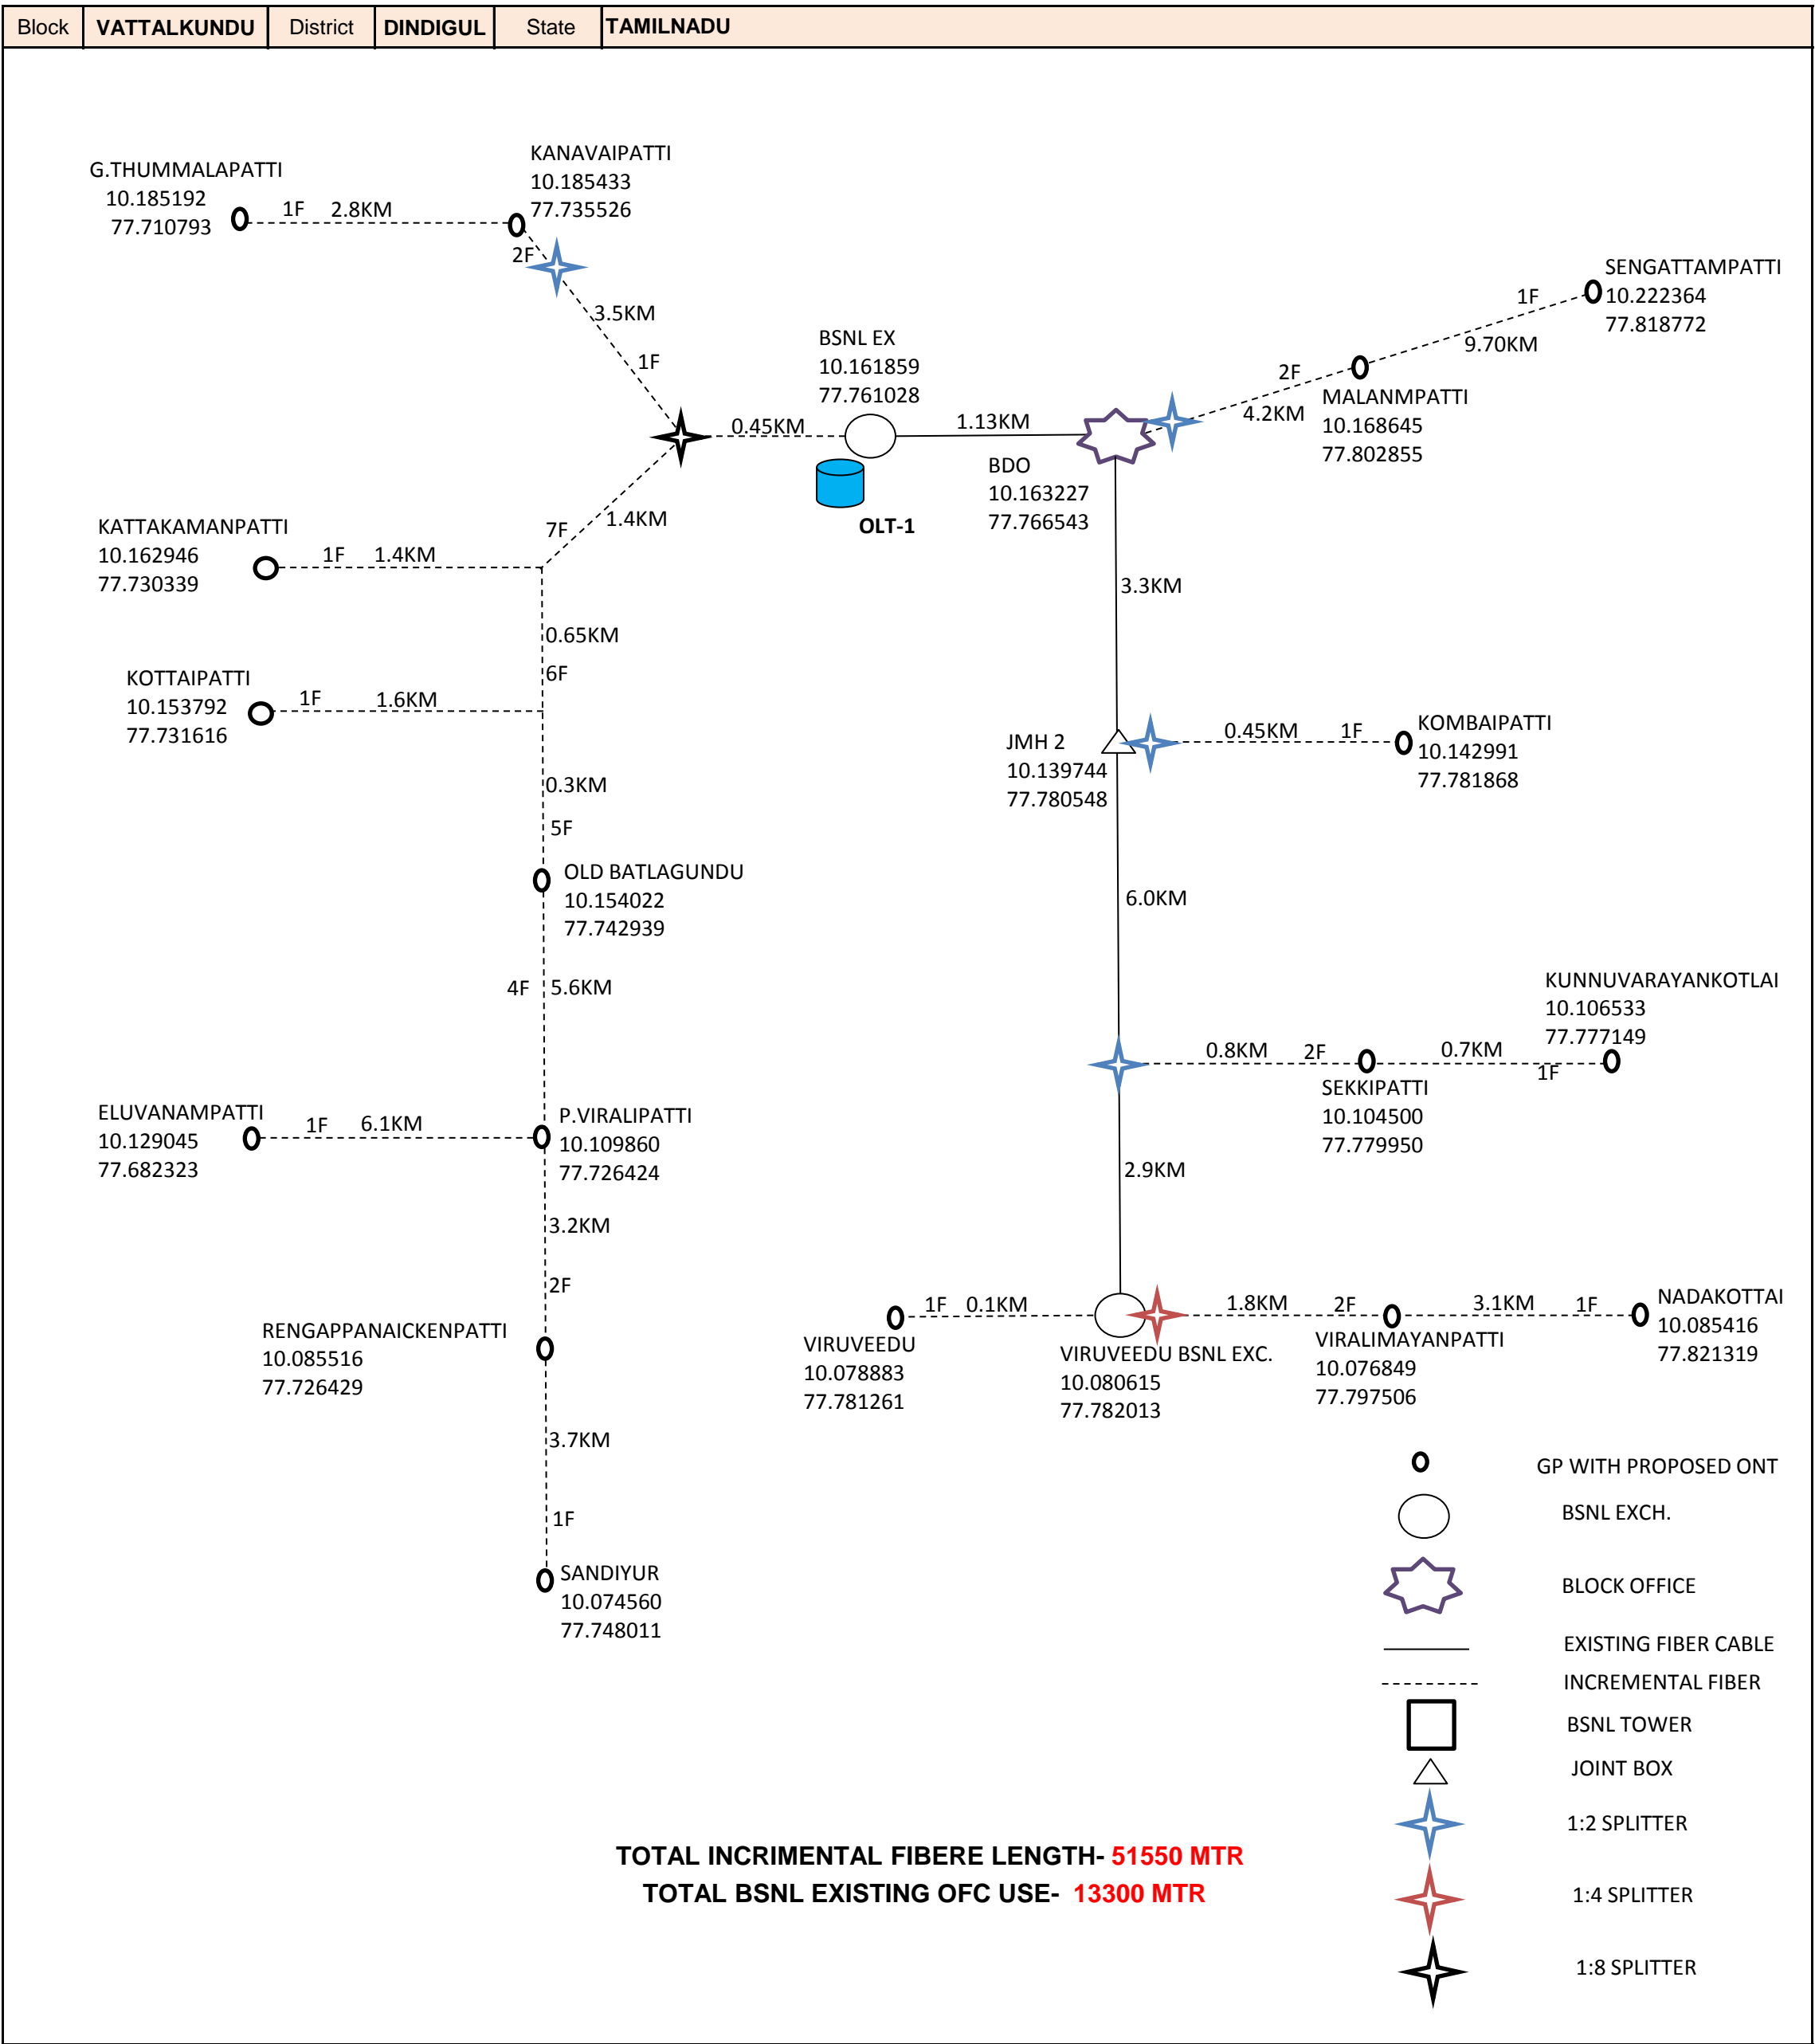 Block VATTALKUNDU District DINDIGUL State TAMILNADU
G.THUMMALAPATTI
10.185192
77.710793
1F 2.8KM
KANAVAIPATTI
10.185433
77.735526
2F
3.5KM
1F
BSNL EX
10.161859
77.761028
0.45KM
1.13KM
OLT-1
BDO
10.163227
77.766543
SENGATTAMPATTI
10.222364
77.818772
1F
9.70KM
2F
4.2KM
MALANMPATTI
10.168645
77.802855
7F
1.4KM
KATTAKAMANPATTI
10.162946
77.730339
1F 1.4KM
0.65KM
6F
KOTTAIPATTI
10.153792
77.731616
1F 1.6KM
0.3KM
5F
OLD BATLAGUNDU
10.154022
77.742939
4F 5.6KM
ELUVANAMPATTI
10.129045
77.682323
1F 6.1KM
P.VIRALIPATTI
10.109860
77.726424
3.2KM
2F
RENGAPPANAICKENPATTI
10.085516
77.726429
3.7KM
1F
SANDIYUR
10.074560
77.748011
3.3KM
JMH 2
10.139744
77.780548
0.45KM 1F
KOMBAIPATTI
10.142991
77.781868
6.0KM
KUNNUVARAYANKOTLAI
10.106533
77.777149
0.8KM 2F
0.7KM
1F
SEKKIPATTI
10.104500
77.779950
2.9KM
1F 0.1KM
VIRUVEEDU
10.078883
77.781261
VIRUVEEDU BSNL EXC.
10.080615
77.782013
1.8KM 2F
VIRALIMAYANPATTI
10.076849
77.797506
3.1KM 1F
NADAKOTTAI
10.085416
77.821319
GP WITH PROPOSED ONT
BSNL EXCH.
BLOCK OFFICE
EXISTING FIBER CABLE
INCREMENTAL FIBER
BSNL TOWER
JOINT BOX
1:2 SPLITTER
1:4 SPLITTER
1:8 SPLITTER
TOTAL INCRIMENTAL FIBERE LENGTH- 51550 MTR
TOTAL BSNL EXISTING OFC USE- 13300 MTR